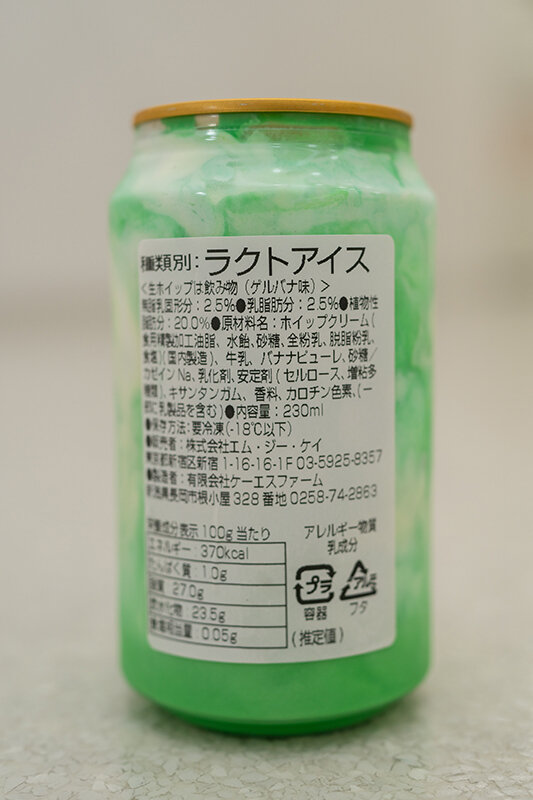 種類別：ラクトアイス
＜生ホイップは飲み物（ゲルバナ味）＞
無脂乳固形分：2.5%●乳脂肪分：2.5%●植物性
脂肪分：20.0%●原材料名：ホイップクリーム(
食用精製加工油脂、水飴、砂糖、全粉乳、脱脂粉乳、
食塩)(国内製造)、牛乳、バナナピューレ、砂糖／
カゼインNa、乳化剤、安定剤(セルロース、増粘多
糖類)、キサンタンガム、香料、カロチン色素、(一
部に乳製品を含む)●内容量：230ml
●保存方法：要冷凍(-18℃以下)
●販売者：株式会社エム・ジー・ケイ
東京都新宿区新宿1-16-16-1F 03-5925-8357
●製造者：有限会社ケーエスファーム
新潟県長岡市根小屋328番地 0258-74-2863
栄養成分表示 100g当たり
エネルギー：370kcal
たんぱく質：1.0g
脂質：27.0g
炭水化物：23.5g
食塩相当量：0.05g
(推定値)
アレルギー物質
乳成分
プラ
容器
アルミ
フタ